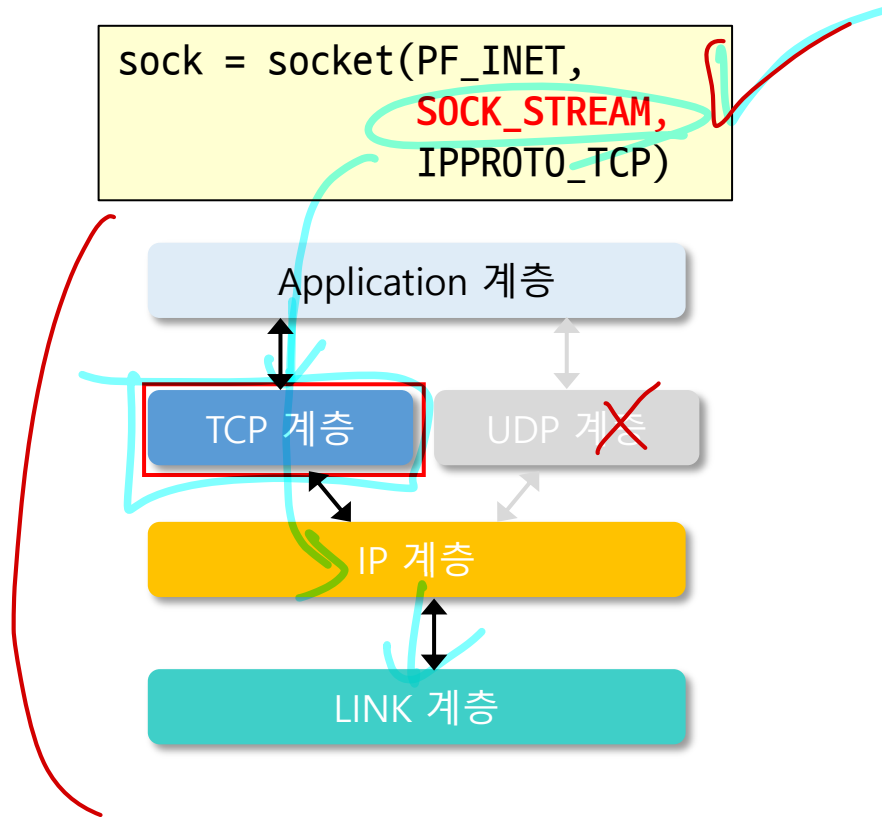 sock = socket(PF_INET,
SOCK_STREAM,
IPPROTO_TCP)
Application 계층
TCP 계층
UDP 계층
IP 계층
LINK 계층